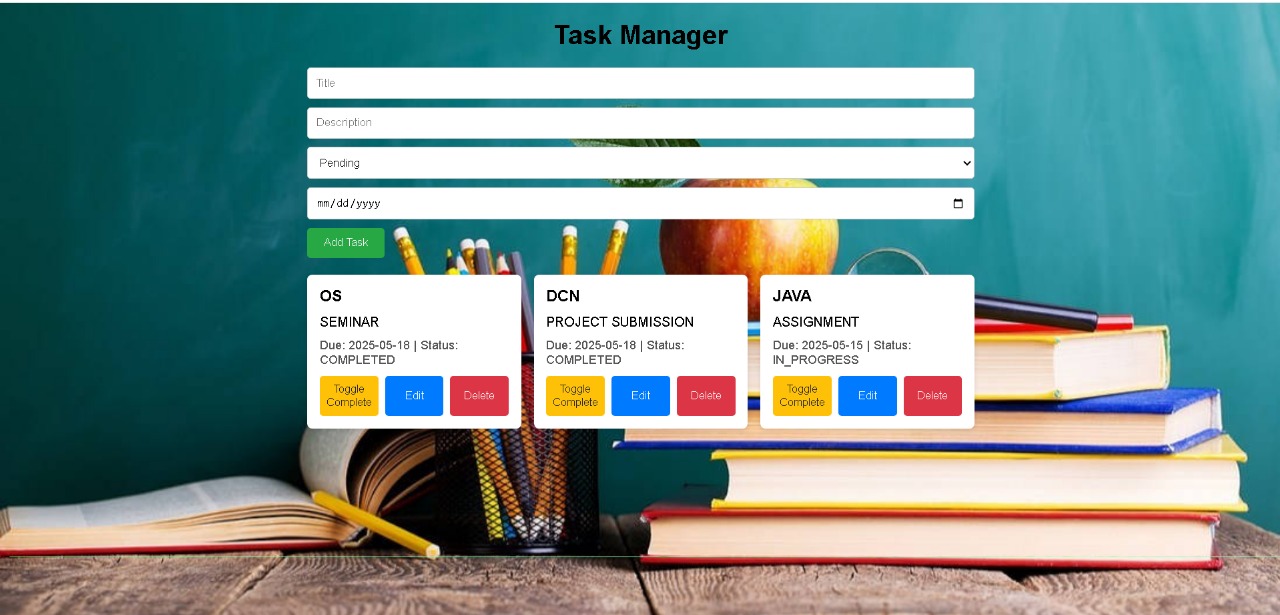 Task Manager
Title
Description
Pending
mm/dd/yyyy
Add Task
OS
SEMINAR
Due: 2025-05-18 | Status:
COMPLETED
Toggle
Complete
Edit
Delete
DCN
PROJECT SUBMISSION
Due: 2025-05-18 | Status:
COMPLETED
Toggle
Complete
Edit
Delete
JAVA
ASSIGNMENT
Due: 2025-05-15 | Status:
IN_PROGRESS
Toggle
Complete
Edit
Delete